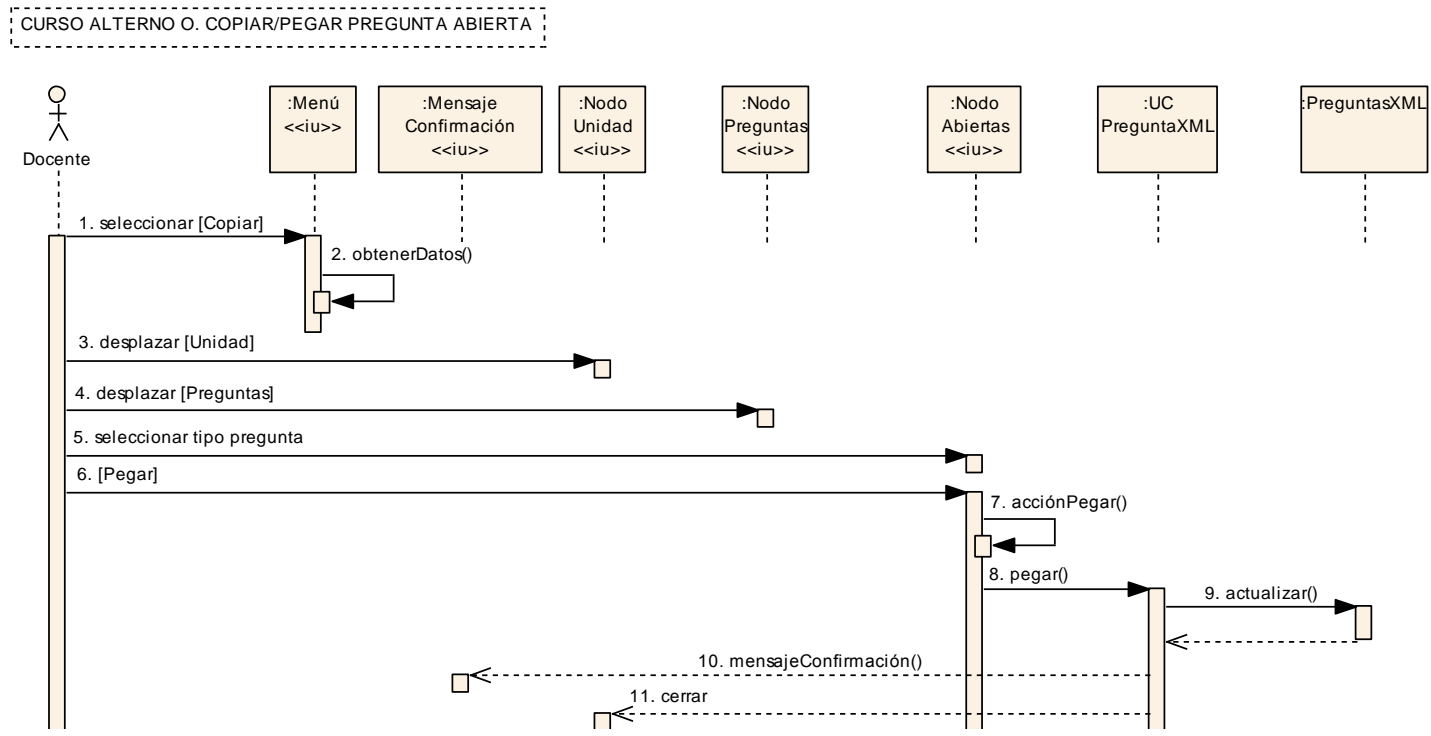 CURSO ALTERNO O. COPIAR/PEGAR PREGUNTA ABIERTA
Docente
:Menú
<<iu>>
:Mensaje
Confirmación
<<iu>>
:Nodo
Unidad
<<iu>>
:Nodo
Preguntas
<<iu>>
:Nodo
Abiertas
<<iu>>
:UC
PreguntaXML
:PreguntasXML
1. seleccionar [Copiar]
2. obtenerDatos()
3. desplazar [Unidad]
4. desplazar [Preguntas]
5. seleccionar tipo pregunta
6. [Pegar]
7. acciónPegar()
8. pegar()
9. actualizar()
10. mensajeConfirmación()
11. cerrar